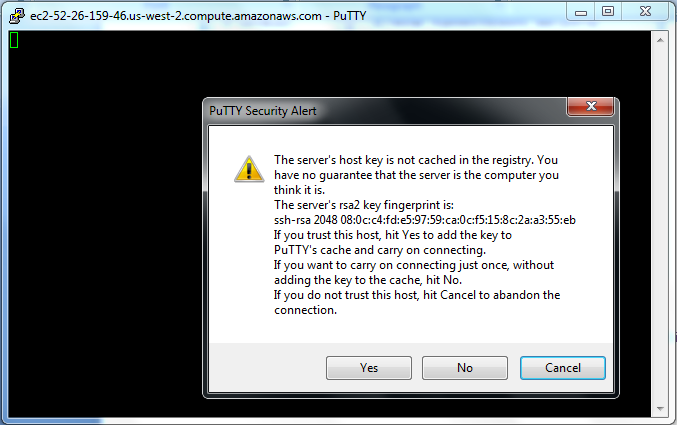 ec2-52-26-159-46.us-west-2.compute.amazonaws.com - PuTTY
PuTTY Security Alert
The server's host key is not cached in the registry. You
have no guarantee that the server is the computer you
think it is.
The server's rsa2 key fingerprint is:
ssh-rsa 2048 08:0c:c4:fd:e5:97:59:ca:0c:f5:15:8c:2a:a3:55:eb
If you trust this host, hit Yes to add the key to
PuTTY's cache and carry on connecting.
If you want to carry on connecting just once, without
adding the key to the cache, hit No.
If you do not trust this host, hit Cancel to abandon the
connection.
Yes
No
Cancel